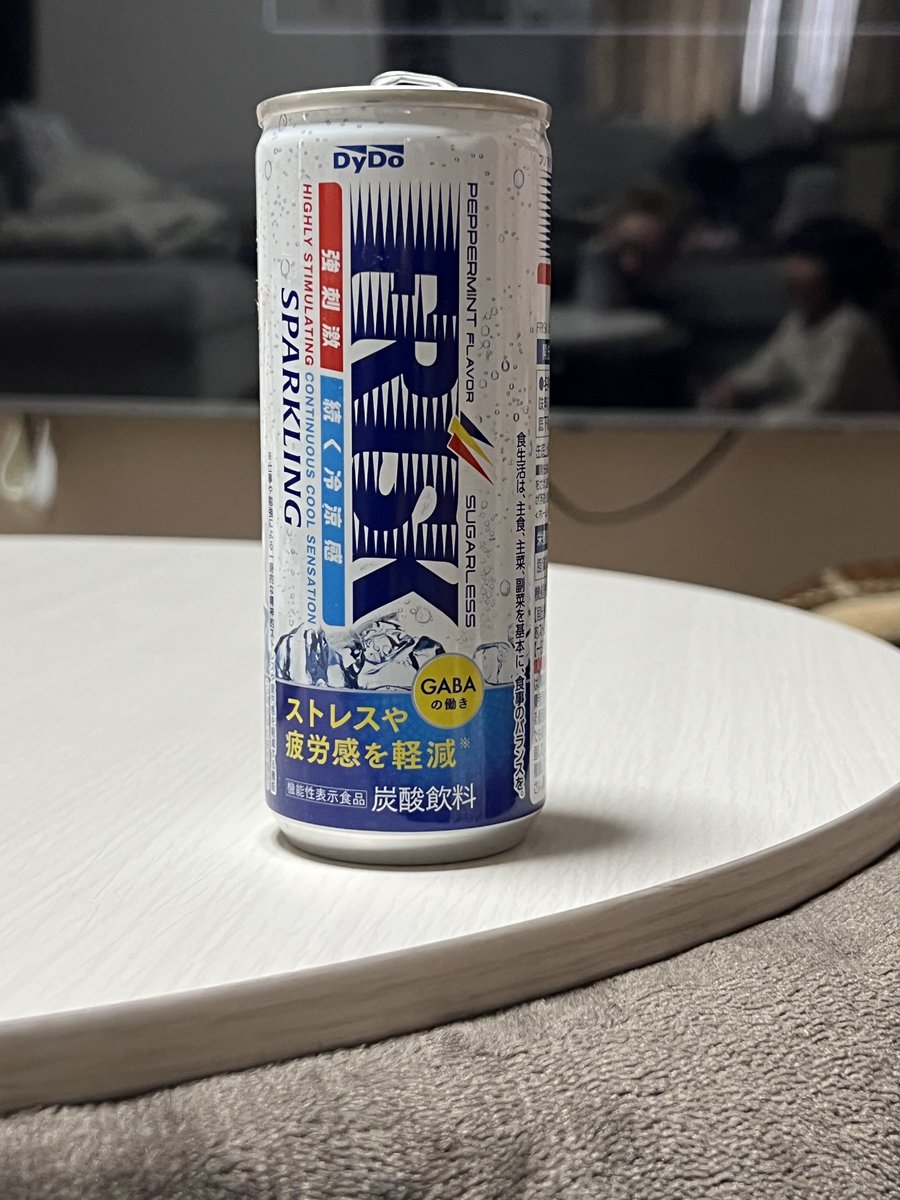 DyDo
PEPPERMINT FLAVOR SUGARLESS
FRISK
強刺激 続く冷涼感
HIGHLY STIMULATING CONTINUOUS COOL SENSATION
SPARKLING
食生活は、主食、主菜、副菜を基本に、食事のバランスを。
GABA
の働き
ストレスや
疲労感を軽減※
機能性表示食品 炭酸飲料